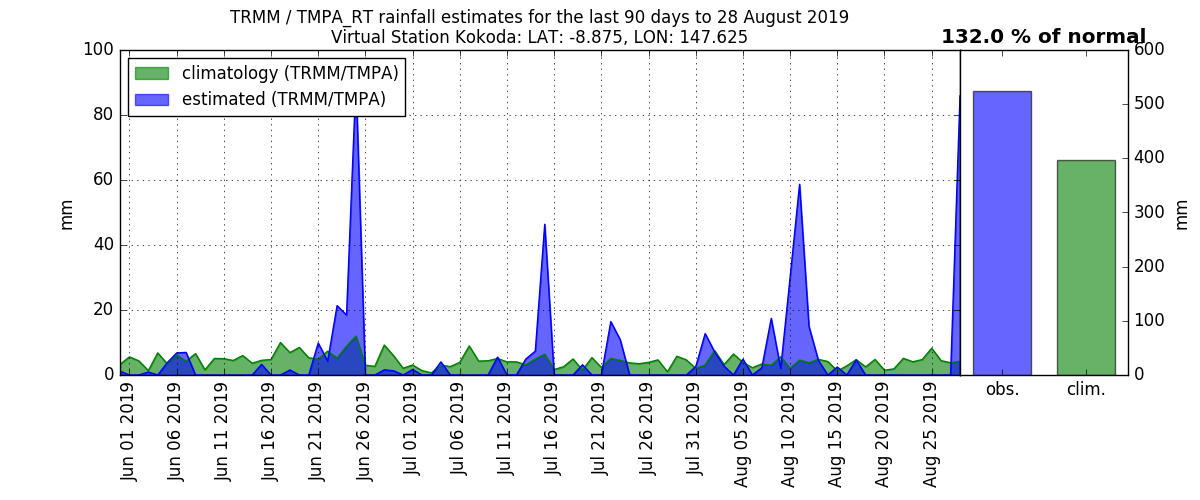 TRMM / TMPA_RT rainfall estimates for the last 90 days to 28 August 2019
Virtual Station Kokoda: LAT: -8.875, LON: 147.625
132.0 % of normal
climatology (TRMM/TMPA)
estimated (TRMM/TMPA)
100
80
60
40
20
0
mm
600
500
400
300
200
100
0
mm
Jun 01 2019
Jun 06 2019
Jun 11 2019
Jun 16 2019
Jun 21 2019
Jun 26 2019
Jul 01 2019
Jul 06 2019
Jul 11 2019
Jul 16 2019
Jul 21 2019
Jul 26 2019
Jul 31 2019
Aug 05 2019
Aug 10 2019
Aug 15 2019
Aug 20 2019
Aug 25 2019
obs.
clim.